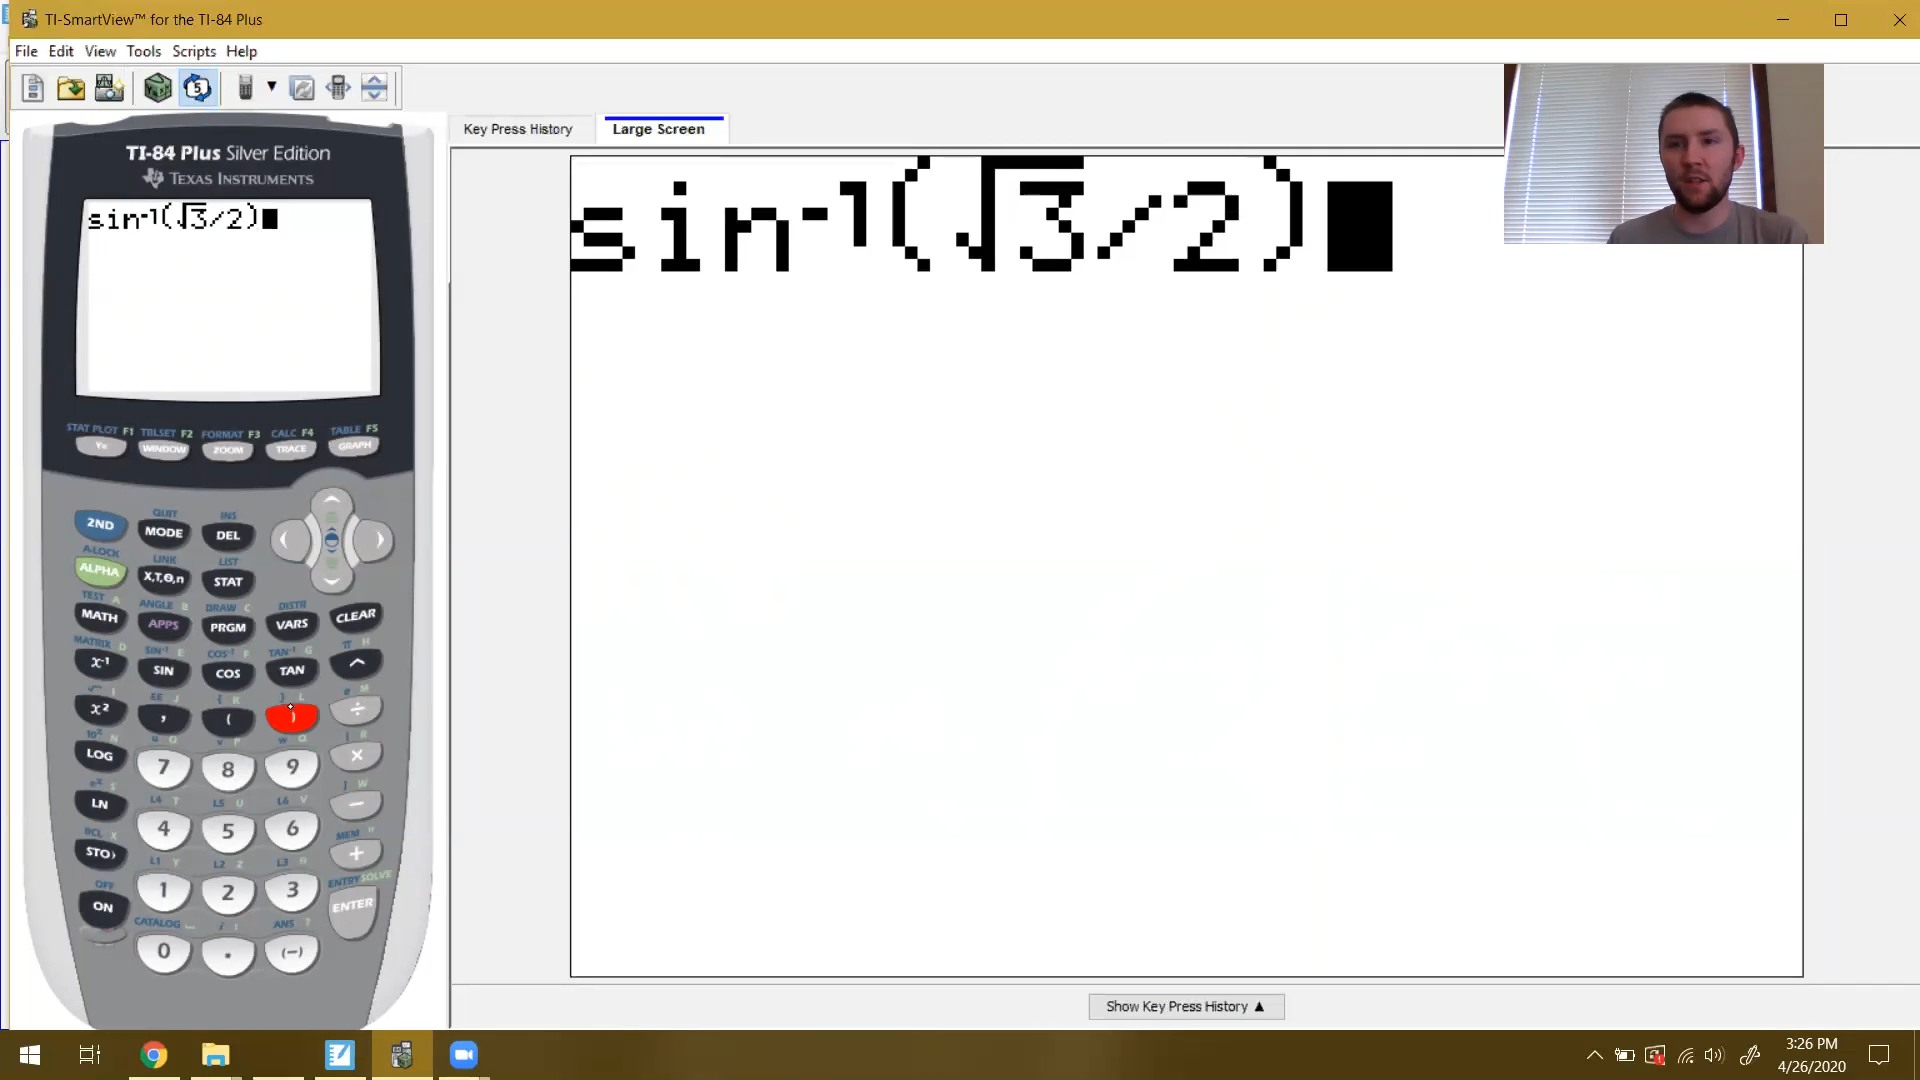 TI-SmartView™ for the TI-84 Plus
File Edit View Tools Scripts Help
5
Key Press History
Large Screen
TI-84 Plus Silver Edition
TEXAS INSTRUMENTS
sin⁻¹(√3/2)
sin⁻¹(√3/2)
STAT PLOT F1 TBLSET F2 FORMAT F3 CALC F4 TABLE F5
Y= WINDOW ZOOM TRACE GRAPH
QUIT INS
2ND MODE DEL
A-LOCK LINK LIST
ALPHA X,T,Θ,n STAT
TEST A ANGLE B DRAW C DISTR
MATH APPS PRGM VARS CLEAR
MATRIX D SIN⁻¹ E COS⁻¹ F TAN⁻¹ G π H
x⁻¹ SIN COS TAN ^
√ I EE J { K } L e M
x² , ( ) ÷
10ˣ N u O v P w Q [ R
LOG 7 8 9 ×
eˣ S L4 T L5 U L6 V ] W
LN 4 5 6 −
RCL X L1 Y L2 Z L3 θ MEM "
STO› 1 2 3 +
OFF CATALOG i : ANS ? ENTRY SOLVE
ON 0 . (−) ENTER
Show Key Press History ▲
3:26 PM
4/26/2020